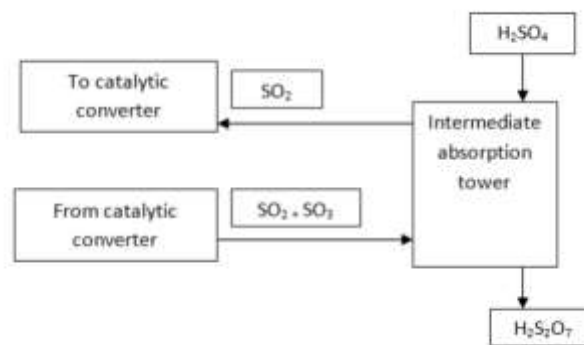 H₂SO₄
To catalytic
converter
SO₂
Intermediate
absorption
tower
From catalytic
converter
SO₂ + SO₃
H₂S₂O₇